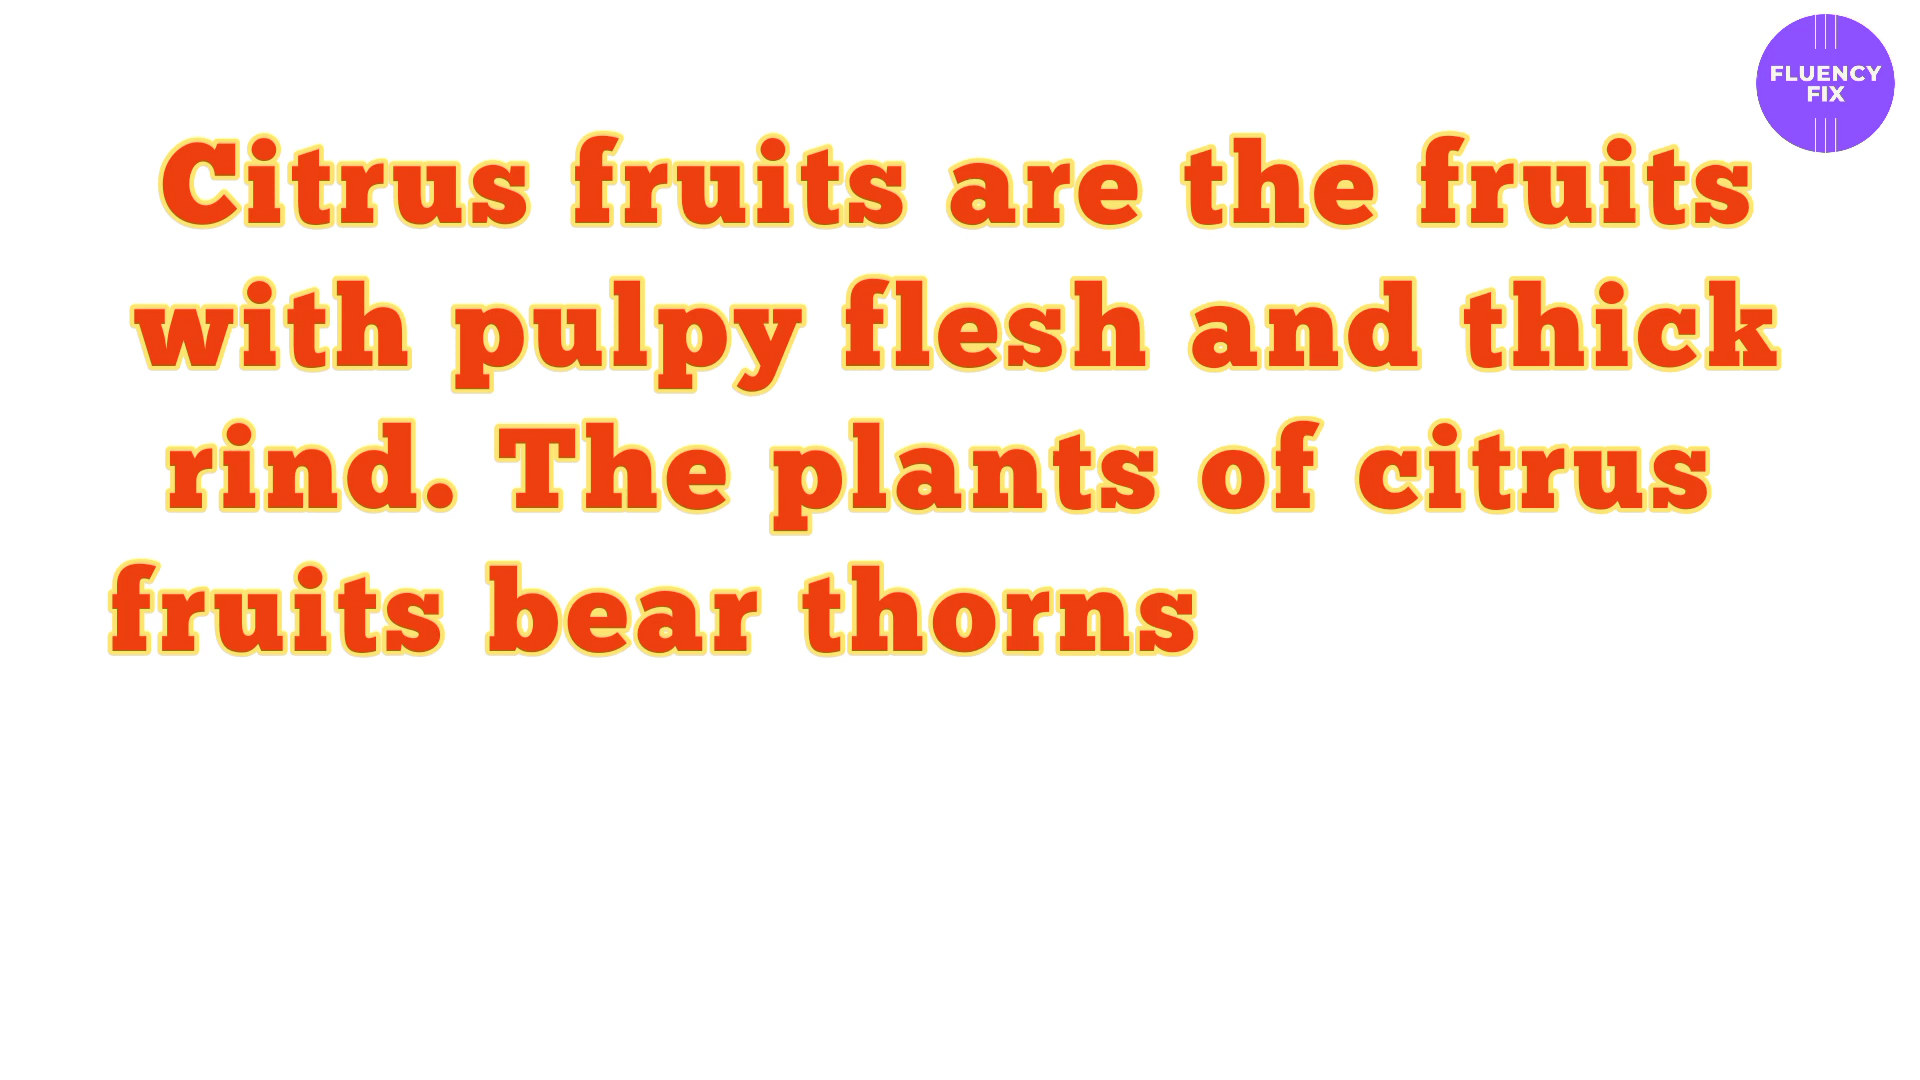 FLUENCY
FIX
Citrus fruits are the fruits
with pulpy flesh and thick
rind. The plants of citrus
fruits bear thorns